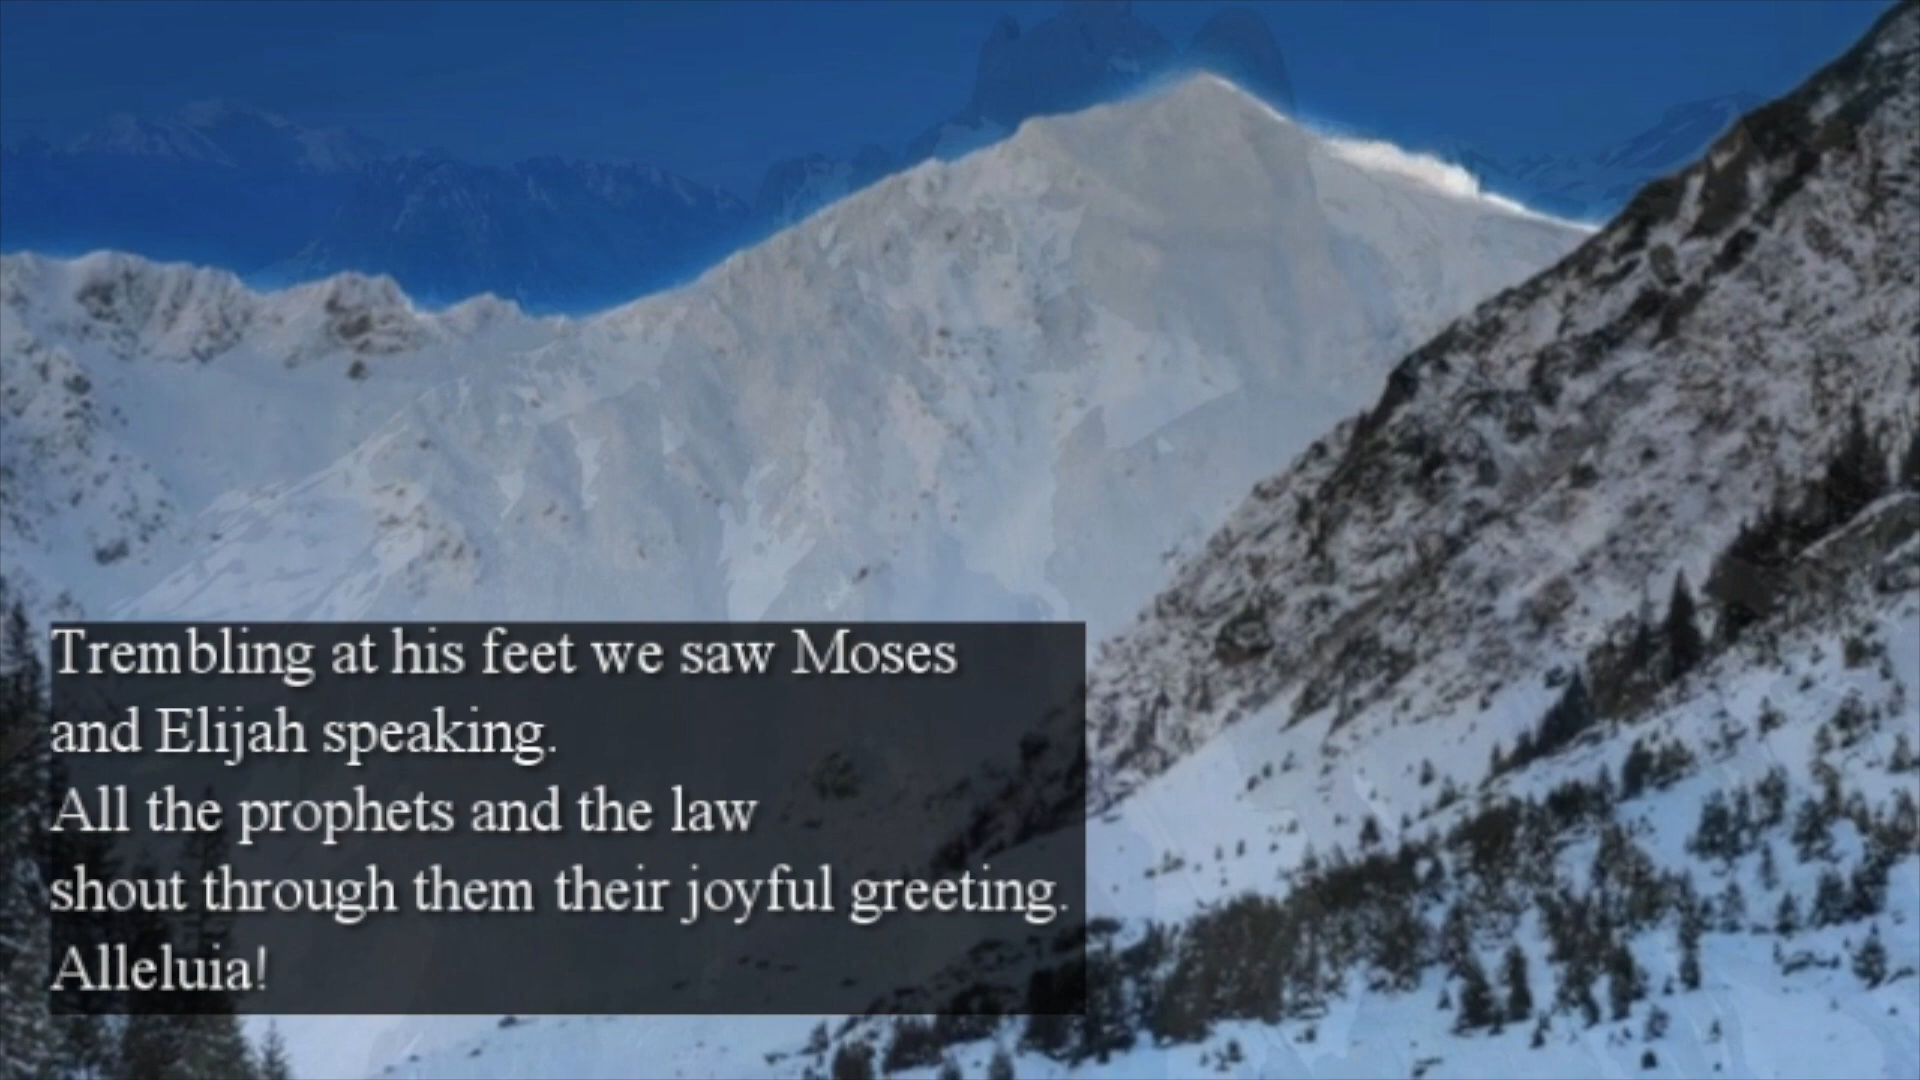 Trembling at his feet we saw Moses
and Elijah speaking.
All the prophets and the law
shout through them their joyful greeting.
Alleluia!